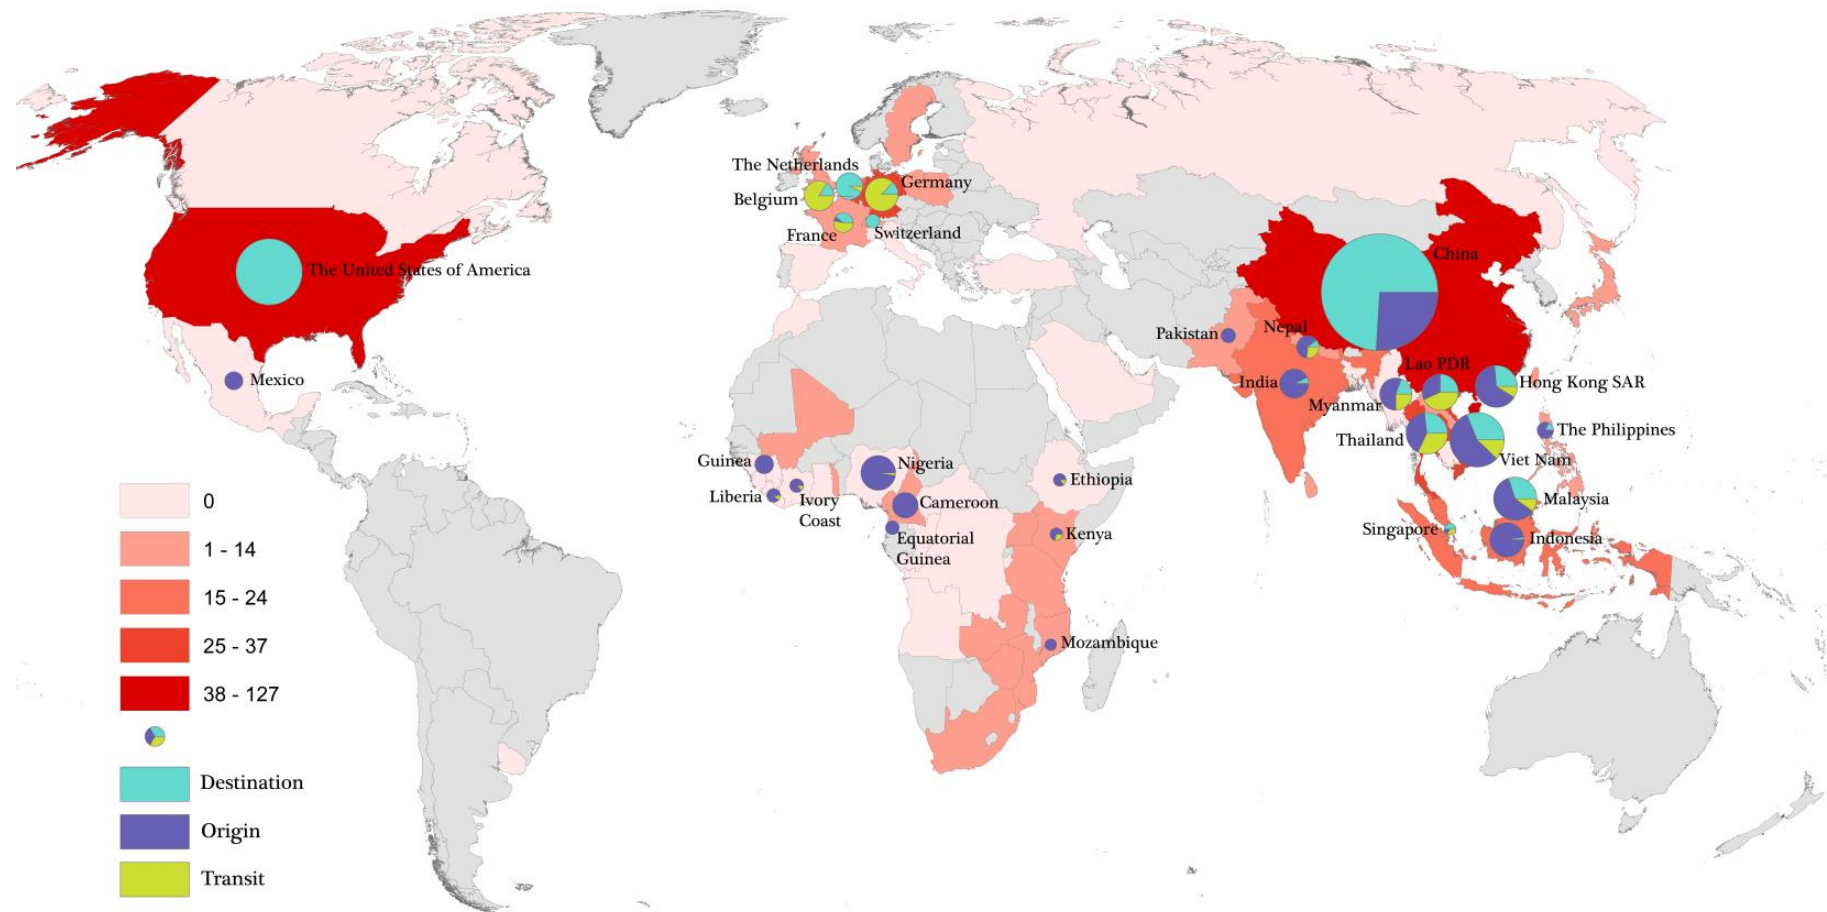 The Netherlands
Germany
Belgium
France
Switzerland
The United States of America
China
Pakistan
Nepal
Lao PDR
Mexico
India
Hong Kong SAR
Myanmar
The Philippines
Thailand
Viet Nam
Guinea
Nigeria
Ethiopia
Liberia
Ivory
Coast
Cameroon
Malaysia
Singapore
Equatorial
Guinea
Kenya
Indonesia
Mozambique
0
1 - 14
15 - 24
25 - 37
38 - 127
Destination
Origin
Transit